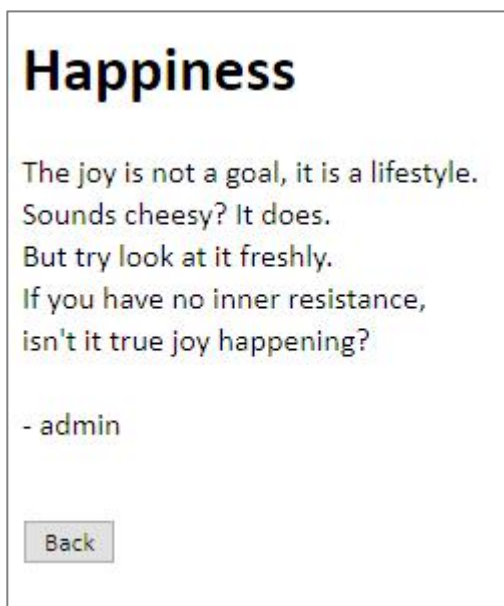 Happiness
The joy is not a goal, it is a lifestyle.
Sounds cheesy? It does.
But try look at it freshly.
If you have no inner resistance,
isn't it true joy happening?
- admin
Back